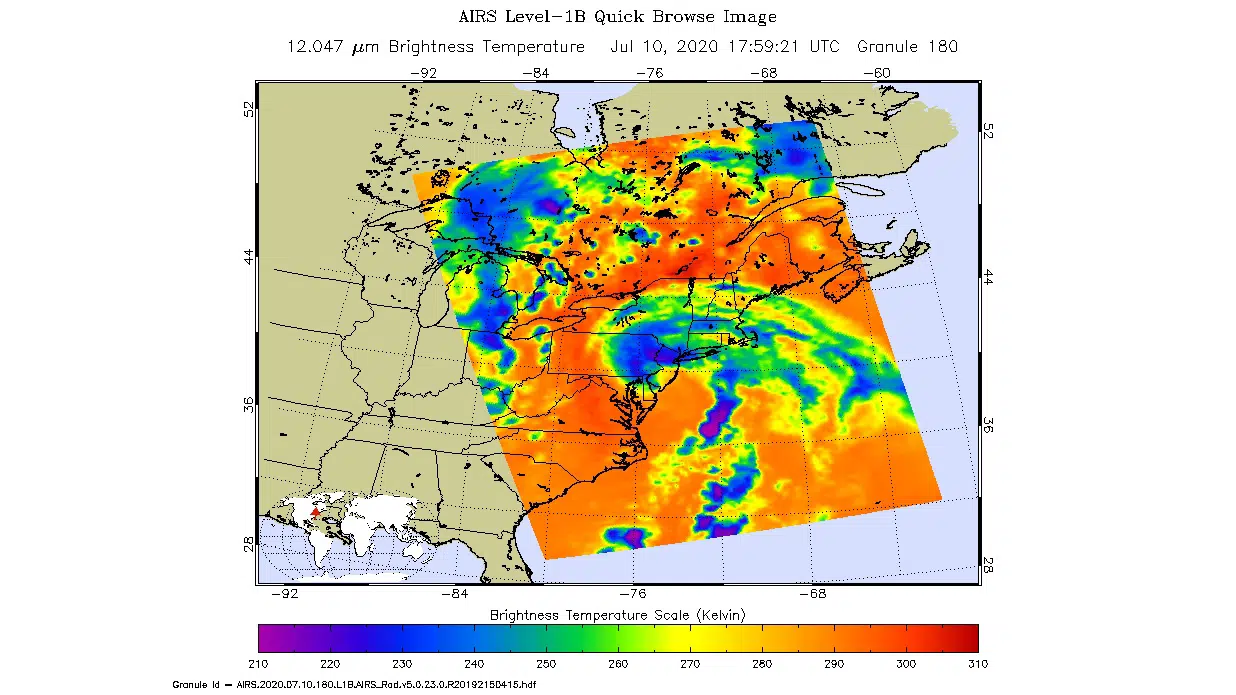 AIRS Level-1B Quick Browse Image
12.047 μm Brightness Temperature Jul 10, 2020 17:59:21 UTC Granule 180
-92 -84 -76 -68 -60
52 52
44 44
36 36
28 28
-92 -84 -76 -68
Brightness Temperature Scale (Kelvin)
210 220 230 240 250 260 270 280 290 300 310
Granule Id – AIRS.2020.07.10.180.L1B.AIRS_Rad.v5.0.23.0.R20192150415.hdf